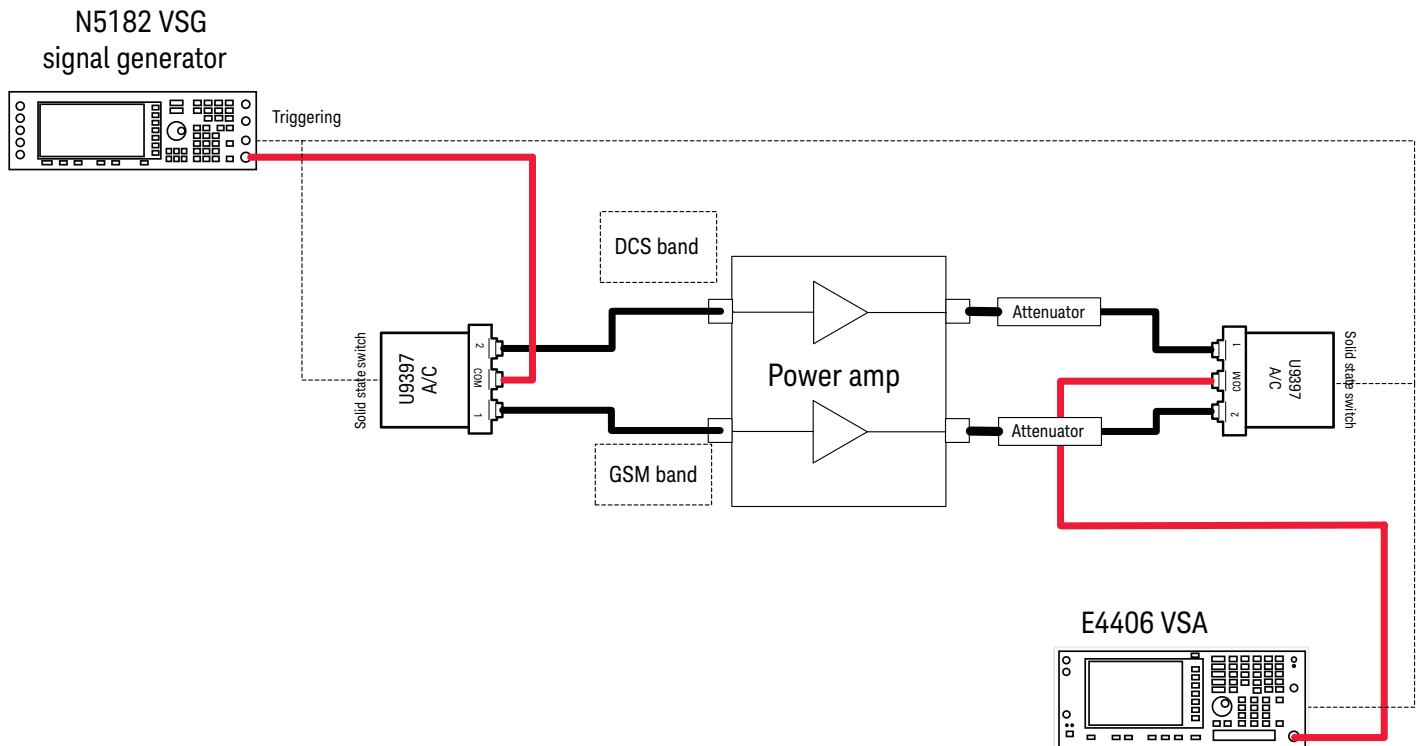 N5182 VSG
signal generator
Triggering
DCS band
Solid state switch
U9397
A/C
2
COM
1
Power amp
Attenuator
Attenuator
1
COM
2
U9397
A/C
Solid state switch
GSM band
E4406 VSA